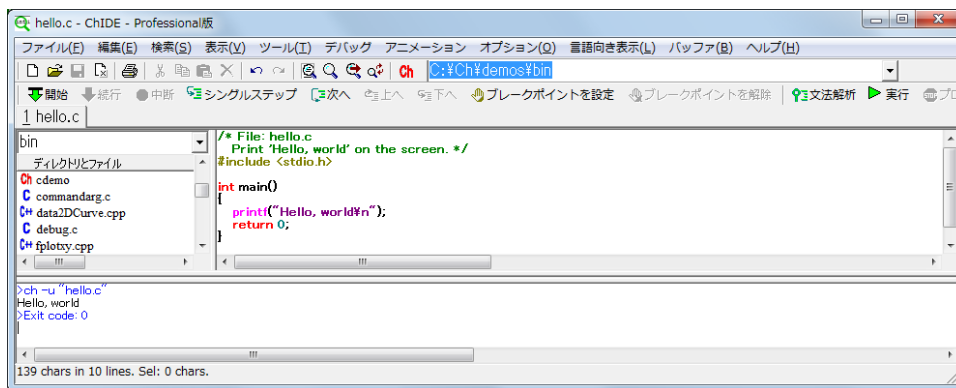 hello.c - ChIDE - Professional版
ファイル(F) 編集(E) 検索(S) 表示(V) ツール(T) デバッグ アニメーション オプション(O) 言語向き表示(L) バッファ(B) ヘルプ(H)
Ch C:¥Ch¥demos¥bin
開始 続行 中断 シングルステップ 次へ 上へ 下へ ブレークポイントを設定 ブレークポイントを解除 文法解析 実行 プロ
1 hello.c
bin
ディレクトリとファイル
Ch cdemo
C commandarg.c
C++ data2DCurve.cpp
C debug.c
C++ fplotxy.cpp
/* File: hello.c
Print 'Hello, world' on the screen. */
#include <stdio.h>
int main()
{
printf("Hello, world¥n");
return 0;
}
>ch -u "hello.c"
Hello, world
>Exit code: 0
139 chars in 10 lines. Sel: 0 chars.